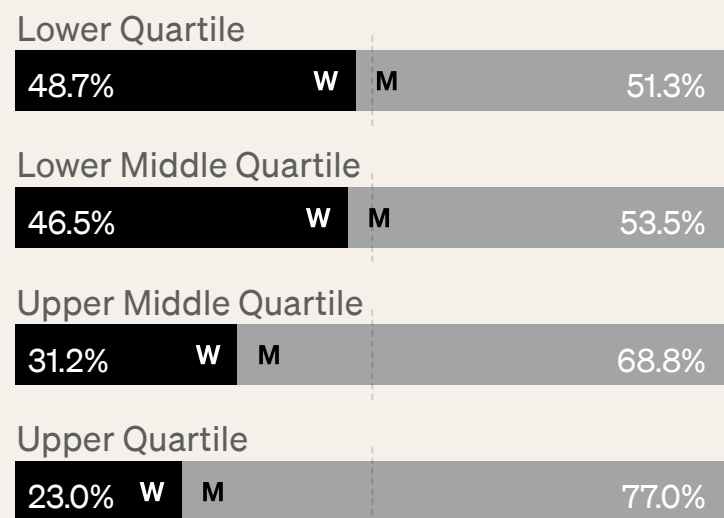 Lower Quartile
48.7% W M 51.3%
Lower Middle Quartile
46.5% W M 53.5%
Upper Middle Quartile
31.2% W M 68.8%
Upper Quartile
23.0% W M 77.0%